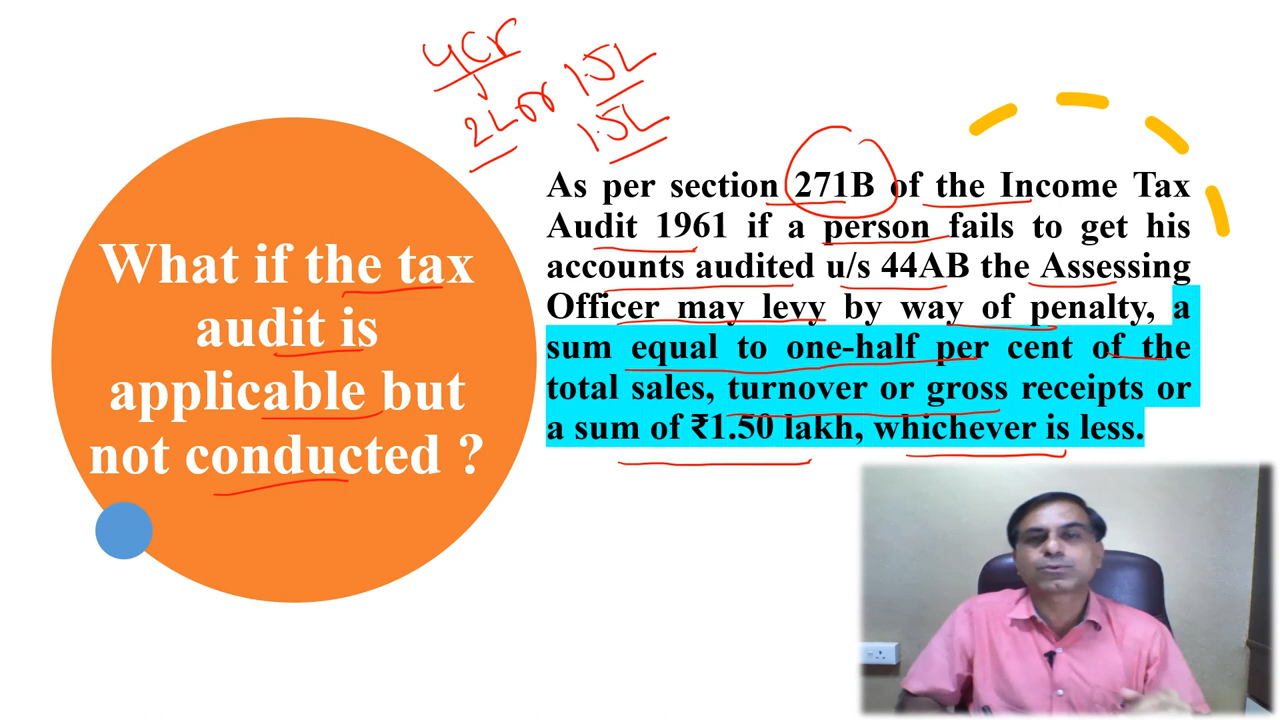 4Cr
2L or 1.5L
1.5L
What if the tax
audit is
applicable but
not conducted ?
As per section 271B of the Income Tax
Audit 1961 if a person fails to get his
accounts audited u/s 44AB the Assessing
Officer may levy by way of penalty, a
sum equal to one-half per cent of the
total sales, turnover or gross receipts or
a sum of ₹1.50 lakh, whichever is less.